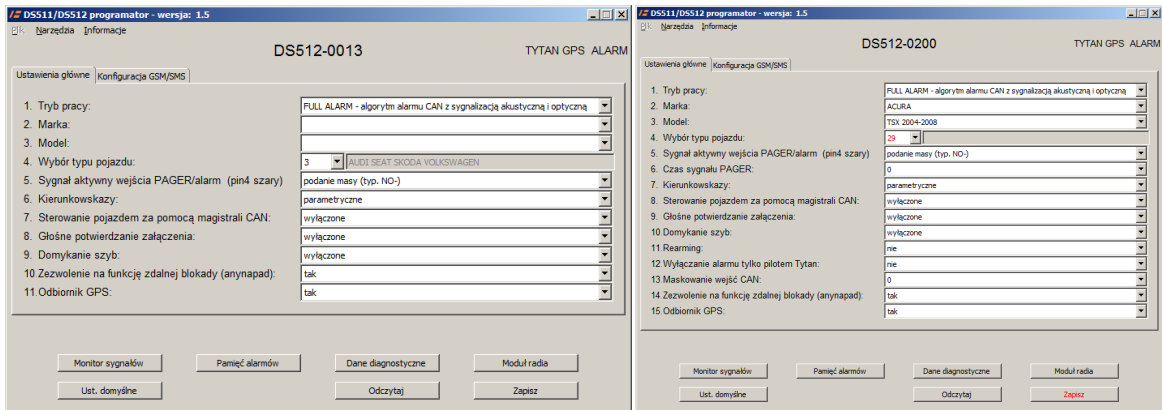 DS511/DS512 programator - wersja: 1.5
Plik Narzędzia Informacje
DS512-0013
TYTAN GPS ALARM
Ustawienia główne Konfiguracja GSM/SMS
1. Tryb pracy: FULL ALARM - algorytm alarmu CAN z sygnalizacją akustyczną i optyczną
2. Marka:
3. Model:
4. Wybór typu pojazdu: 3 AUDI SEAT SKODA VOLKSWAGEN
5. Sygnał aktywny wejścia PAGER/alarm (pin4 szary) podanie masy (typ. NO-)
6. Kierunkowskazy: parametryczne
7. Sterowanie pojazdem za pomocą magistrali CAN: wyłączone
8. Głośne potwierdzanie załączenia: wyłączone
9. Domykanie szyb: wyłączone
10.Zezwolenie na funkcję zdalnej blokady (anynapad): tak
11.Odbiornik GPS: tak
Monitor sygnałów Pamięć alarmów Dane diagnostyczne Moduł radia
Ust. domyślne Odczytaj Zapisz
DS511/DS512 programator - wersja: 1.5
Plik Narzędzia Informacje
DS512-0200
TYTAN GPS ALARM
Ustawienia główne Konfiguracja GSM/SMS
1. Tryb pracy: FULL ALARM - algorytm alarmu CAN z sygnalizacją akustyczną i optyczną
2. Marka: ACURA
3. Model: TSX 2004-2008
4. Wybór typu pojazdu: 29
5. Sygnał aktywny wejścia PAGER/alarm (pin4 szary) podanie masy (typ. NO-)
6. Czas sygnału PAGER: 0
7. Kierunkowskazy: parametryczne
8. Sterowanie pojazdem za pomocą magistrali CAN: wyłączone
9. Głośne potwierdzanie załączenia: wyłączone
10.Domykanie szyb: wyłączone
11.Rearming: nie
12.Wyłączanie alarmu tylko pilotem Tytan: nie
13.Maskowanie wejść CAN: 0
14.Zezwolenie na funkcję zdalnej blokady (anynapad): tak
15.Odbiornik GPS: tak
Monitor sygnałów Pamięć alarmów Dane diagnostyczne Moduł radia
Ust. domyślne Odczytaj Zapisz